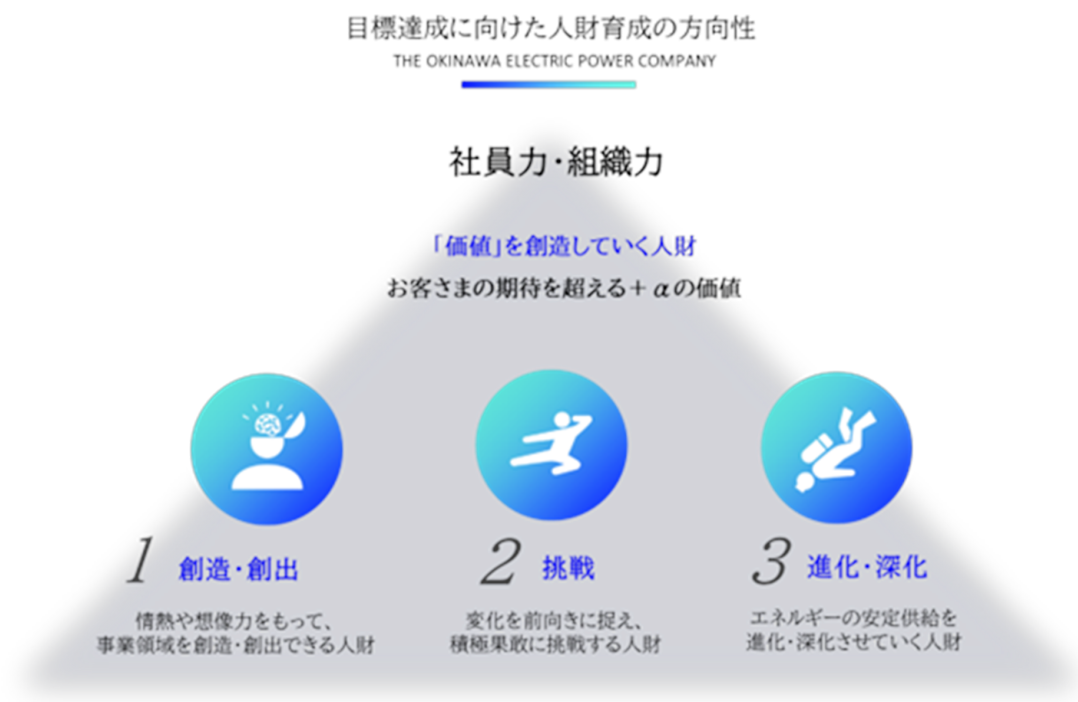 目標達成に向けた人財育成の方向性
THE OKINAWA ELECTRIC POWER COMPANY
社員力・組織力
「価値」を創造していく人財
お客さまの期待を超える＋αの価値
1 創造・創出
情熱や想像力をもって、
事業領域を創造・創出できる人財
2 挑戦
変化を前向きに捉え、
積極果敢に挑戦する人財
3 進化・深化
エネルギーの安定供給を
進化・深化させていく人財